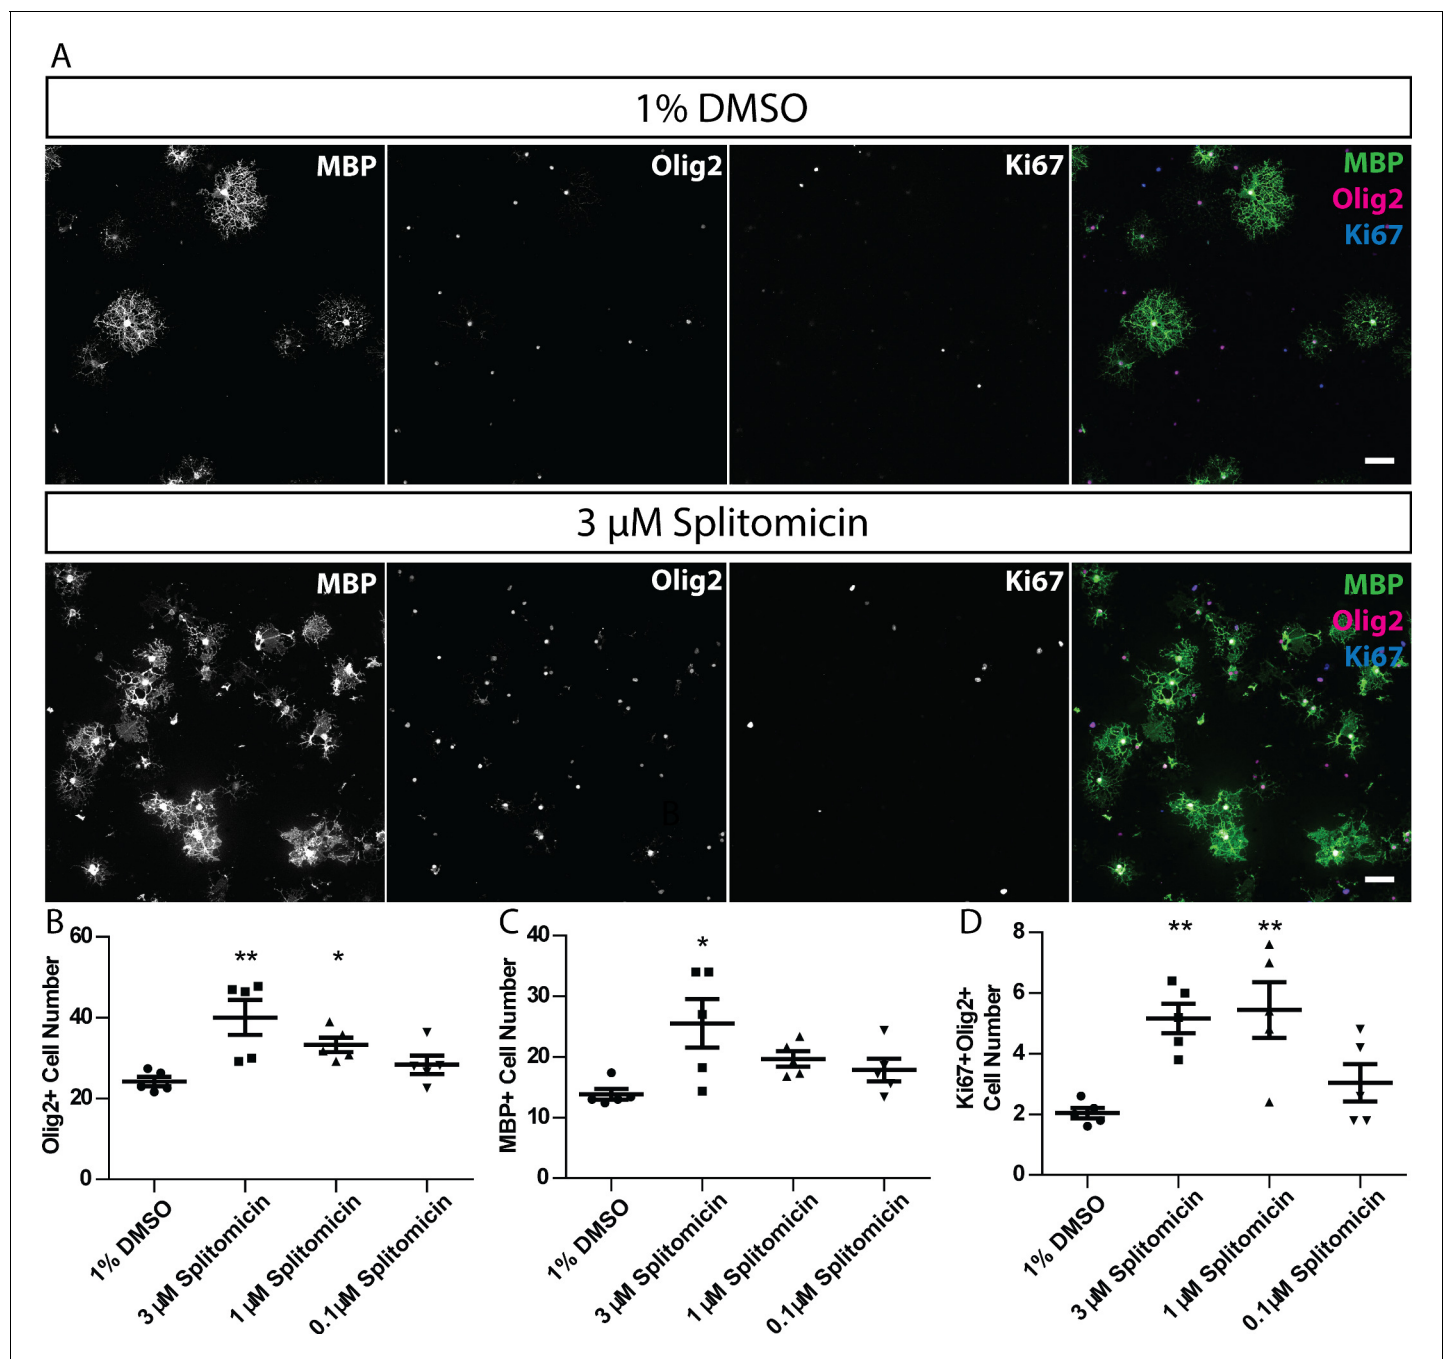 A
1% DMSO
MBP
Olig2
Ki67
MBP
Olig2
Ki67
3 µM Splitomicin
MBP
Olig2
Ki67
MBP
Olig2
Ki67
B
B
60
40
20
0
Olig2+ Cell Number
**
*
1% DMSO
3 µM Splitomicin
1 µM Splitomicin
0.1µM Splitomicin
C
40
30
20
10
0
MBP+ Cell Number
*
1% DMSO
3 µM Splitomicin
1 µM Splitomicin
0.1µM Splitomicin
D
8
6
4
2
0
Ki67+Olig2+
Cell Number
**
**
1% DMSO
3 µM Splitomicin
1 µM Splitomicin
0.1µM Splitomicin